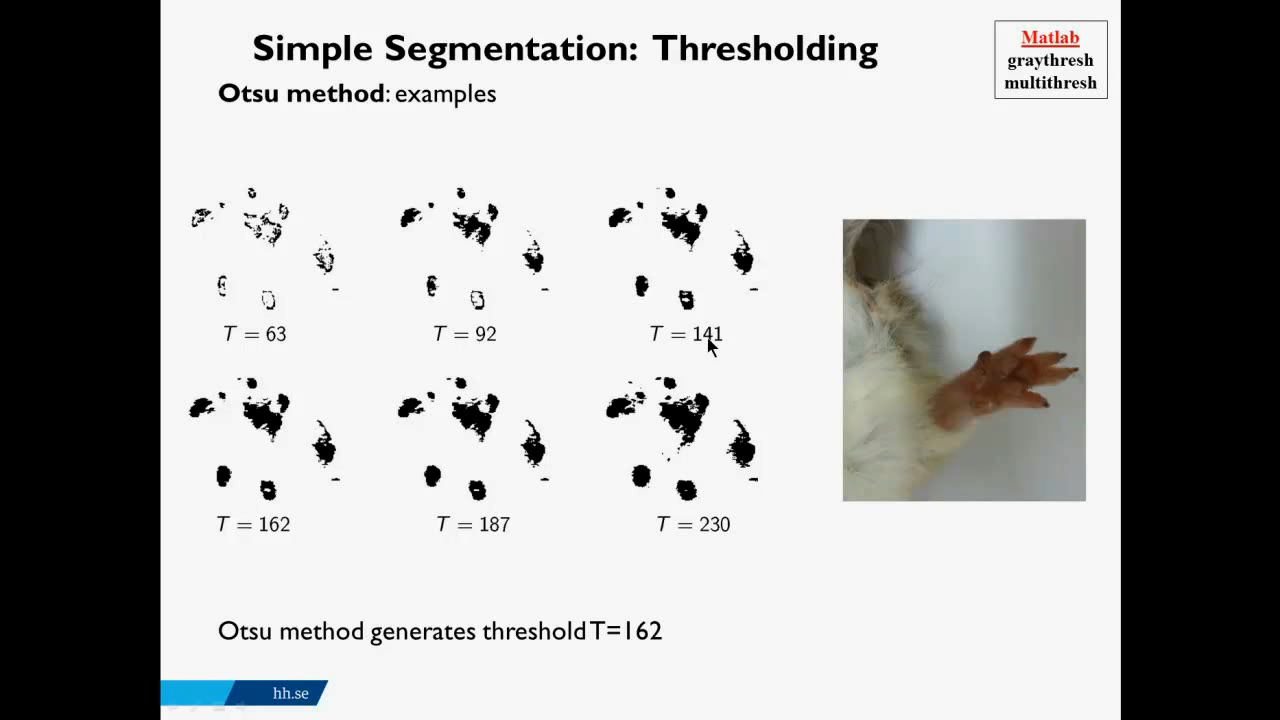 Simple Segmentation: Thresholding
Matlab
graythresh
multithresh
Otsu method: examples
T = 63
T = 92
T = 141
T = 162
T = 187
T = 230
Otsu method generates threshold T=162
hh.se